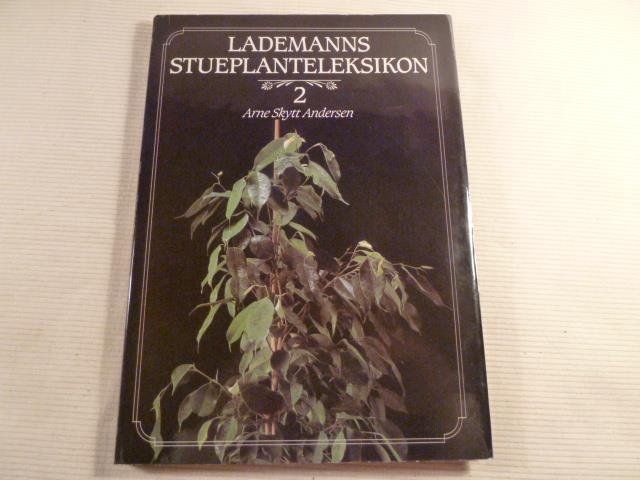 LADEMANNS
STUEPLANTELEKSIKON
2
Arne Skytt Andersen